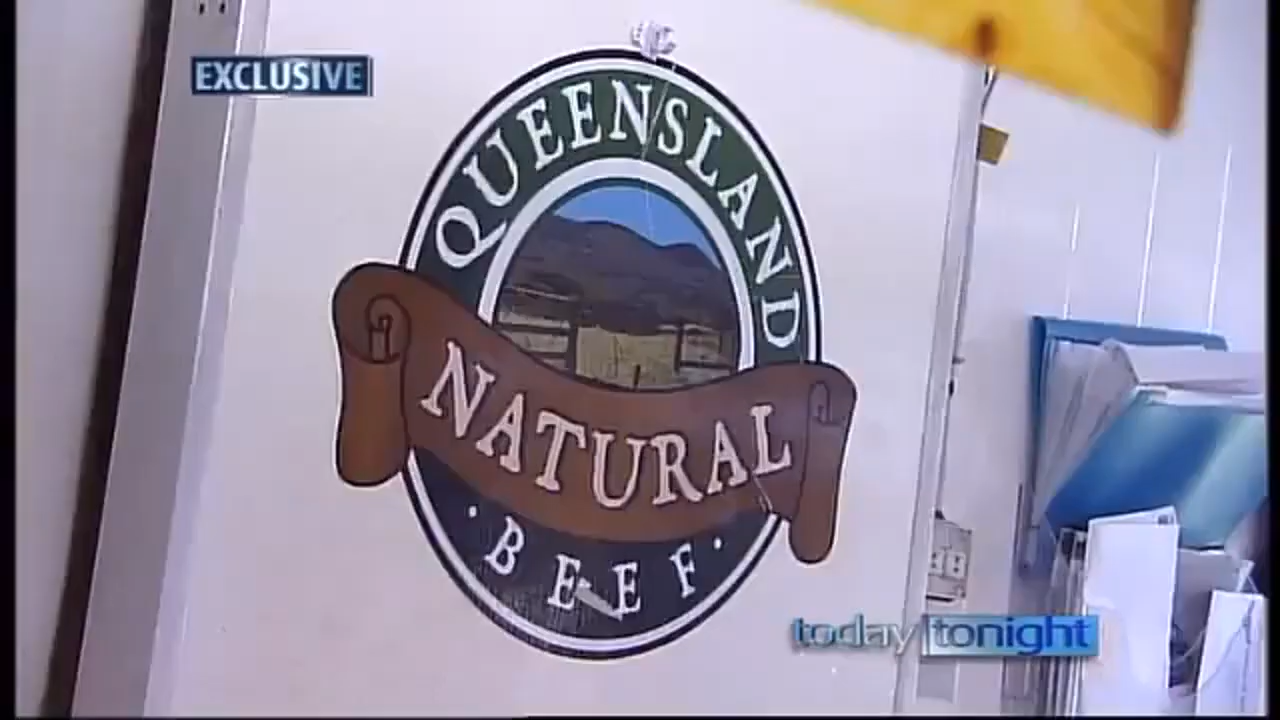 EXCLUSIVE
QUEENSLAND
NATURAL
· BEEF ·
today tonight